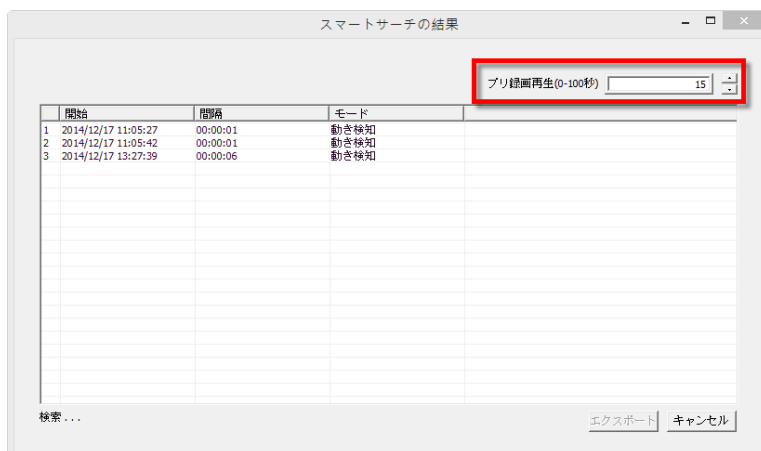 スマートサーチの結果
プリ録画再生(0-100秒) 15
開始 間隔 モード
1 2014/12/17 11:05:27 00:00:01 動き検知
2 2014/12/17 11:05:42 00:00:01 動き検知
3 2014/12/17 13:27:39 00:00:06 動き検知
検索 . . .
エクスポート キャンセル